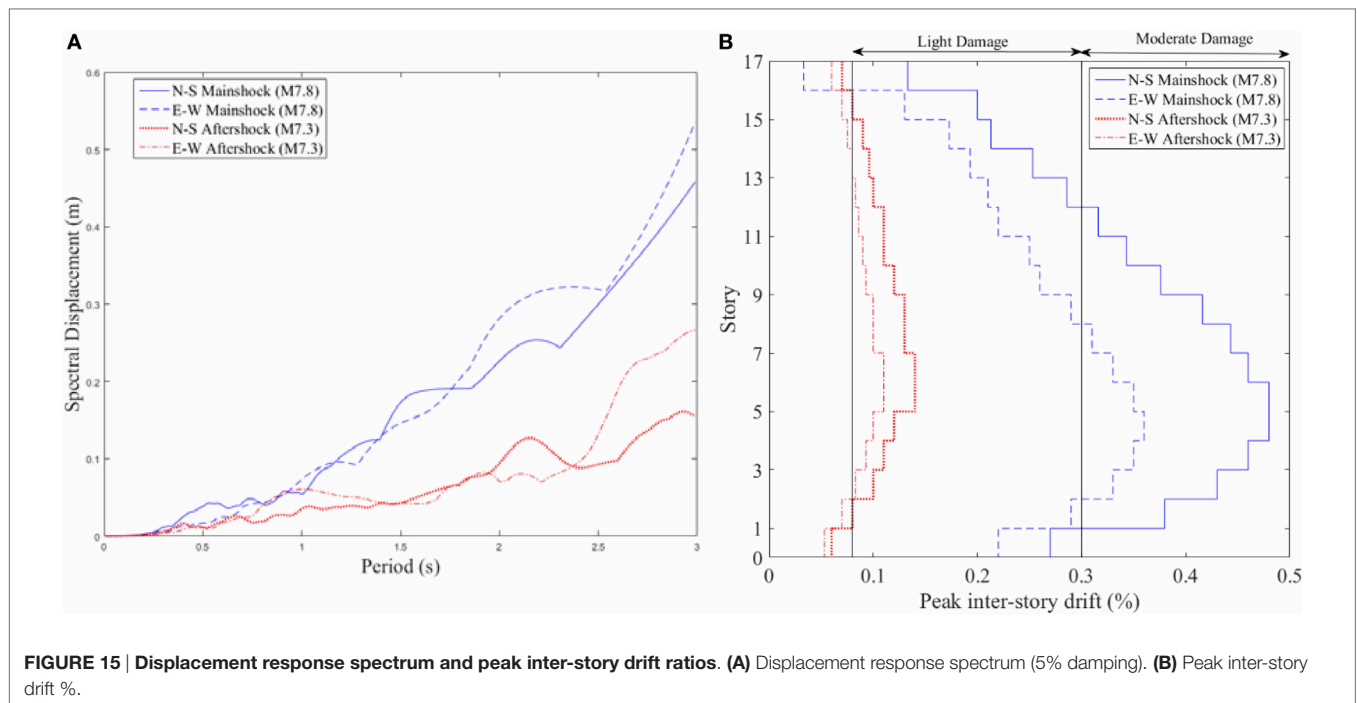 A
0.6
0.5
0.4
0.3
0.2
0.1
0
Spectral Displacement (m)
N-S Mainshock (M7.8)
E-W Mainshock (M7.8)
N-S Aftershock (M7.3)
E-W Aftershock (M7.3)
0 0.5 1 1.5 2 2.5 3
Period (s)
B
Light Damage Moderate Damage
17
15
13
11
9
7
5
3
1
0
Story
N-S Mainshock (M7.8)
E-W Mainshock (M7.8)
N-S Aftershock (M7.3)
E-W Aftershock (M7.3)
0 0.1 0.2 0.3 0.4 0.5
Peak inter-story drift (%)
FIGURE 15 | Displacement response spectrum and peak inter-story drift ratios. (A) Displacement response spectrum (5% damping). (B) Peak inter-story
drift %.